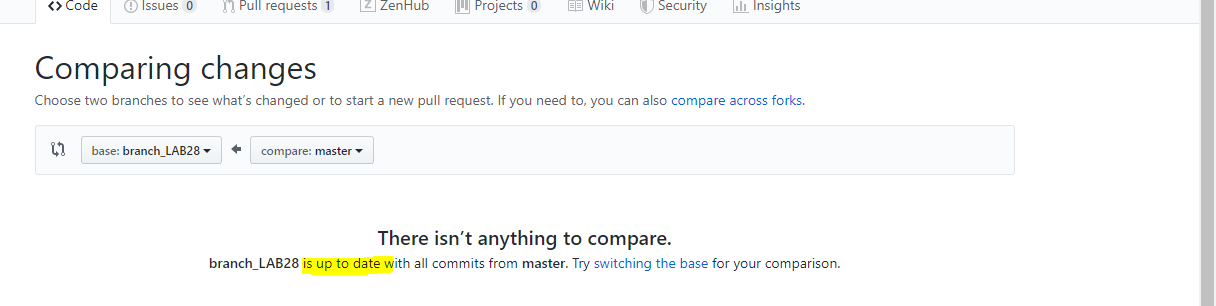 Code Issues 0 Pull requests 1 ZenHub Projects 0 Wiki Security Insights
Comparing changes
Choose two branches to see what's changed or to start a new pull request. If you need to, you can also compare across forks.
base: branch_LAB28 compare: master
There isn't anything to compare.
branch_LAB28 is up to date with all commits from master. Try switching the base for your comparison.